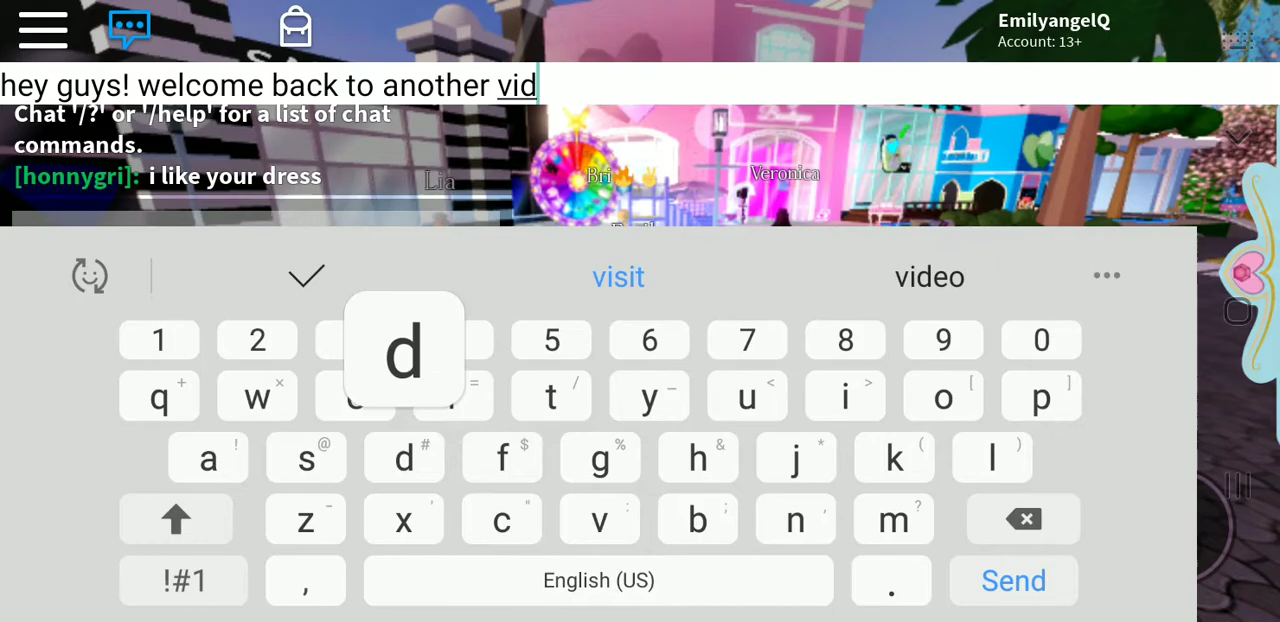 EmilyangelQ
Account: 13+
hey guys! welcome back to another vid
Chat '/?' or '/help' for a list of chat
commands.
[honnygri]: i like your dress
Lia
Bri
Veronica
visit
video
d
1 2 5 6 7 8 9 0
q + w × = t / y – u < i > o [ p ]
a ! s @ d # f $ g % h & j * k ( l )
z - x ' c " v : b ; n , m ?
!#1 , English (US) . Send